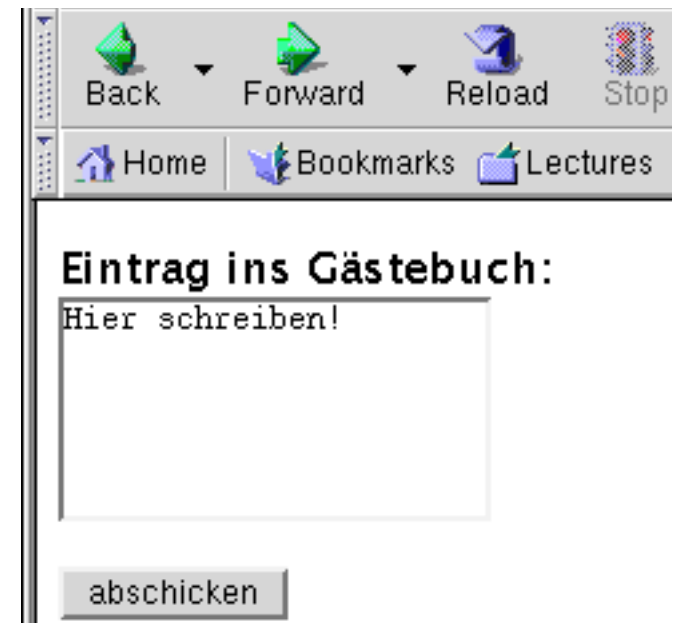 Back Forward Reload Stop
Home Bookmarks Lectures
Eintrag ins Gästebuch:
Hier schreiben!
abschicken